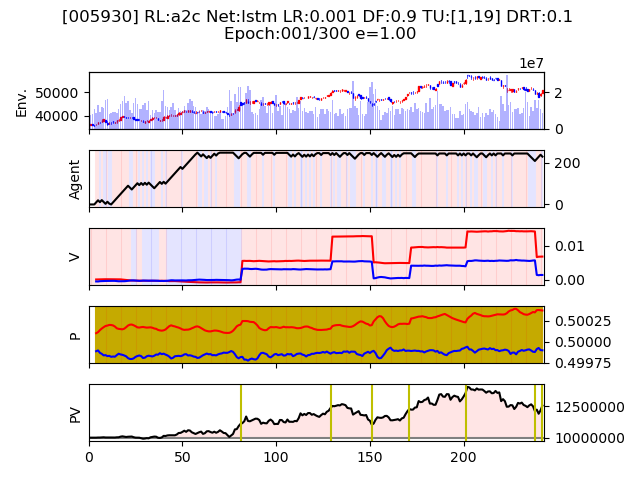 [005930] RL:a2c Net:lstm LR:0.001 DF:0.9 TU:[1,19] DRT:0.1
Epoch:001/300 e=1.00
1e7
Env.
50000
40000
2
0
Agent
200
0
V
0.01
0.00
P
0.50025
0.50000
0.49975
PV
12500000
10000000
0 50 100 150 200